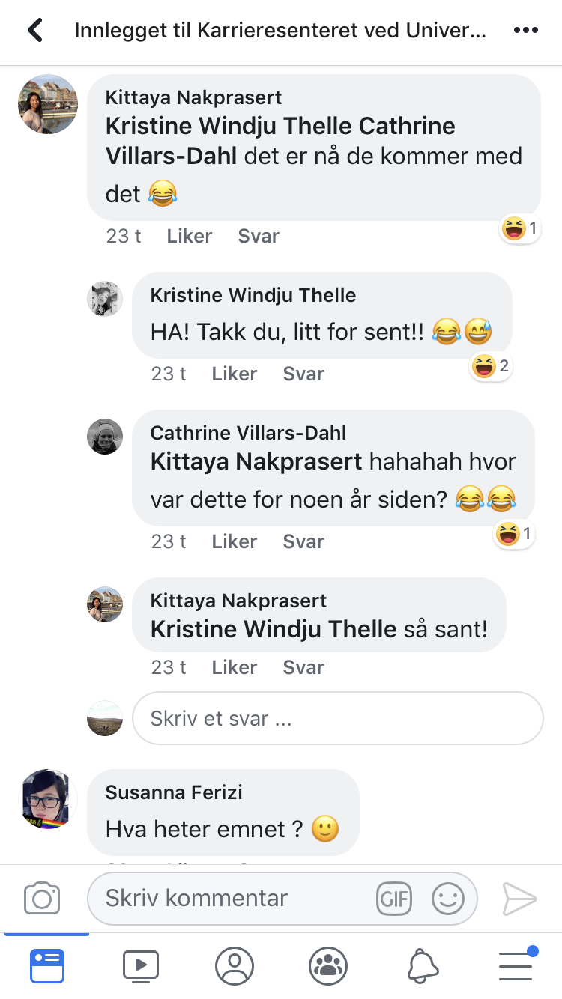 Innlegget til Karrieresenteret ved Univer...
Kittaya Nakprasert
Kristine Windju Thelle Cathrine
Villars-Dahl det er nå de kommer med
det 😂
23 t Liker Svar
😆 1
Kristine Windju Thelle
HA! Takk du, litt for sent!! 😂😅
23 t Liker Svar
😆 2
Cathrine Villars-Dahl
Kittaya Nakprasert hahahah hvor
var dette for noen år siden? 😂😂
23 t Liker Svar
😆 1
Kittaya Nakprasert
Kristine Windju Thelle så sant!
23 t Liker Svar
Skriv et svar ...
Susanna Ferizi
Hva heter emnet ? 🙂
Skriv kommentar
GIF